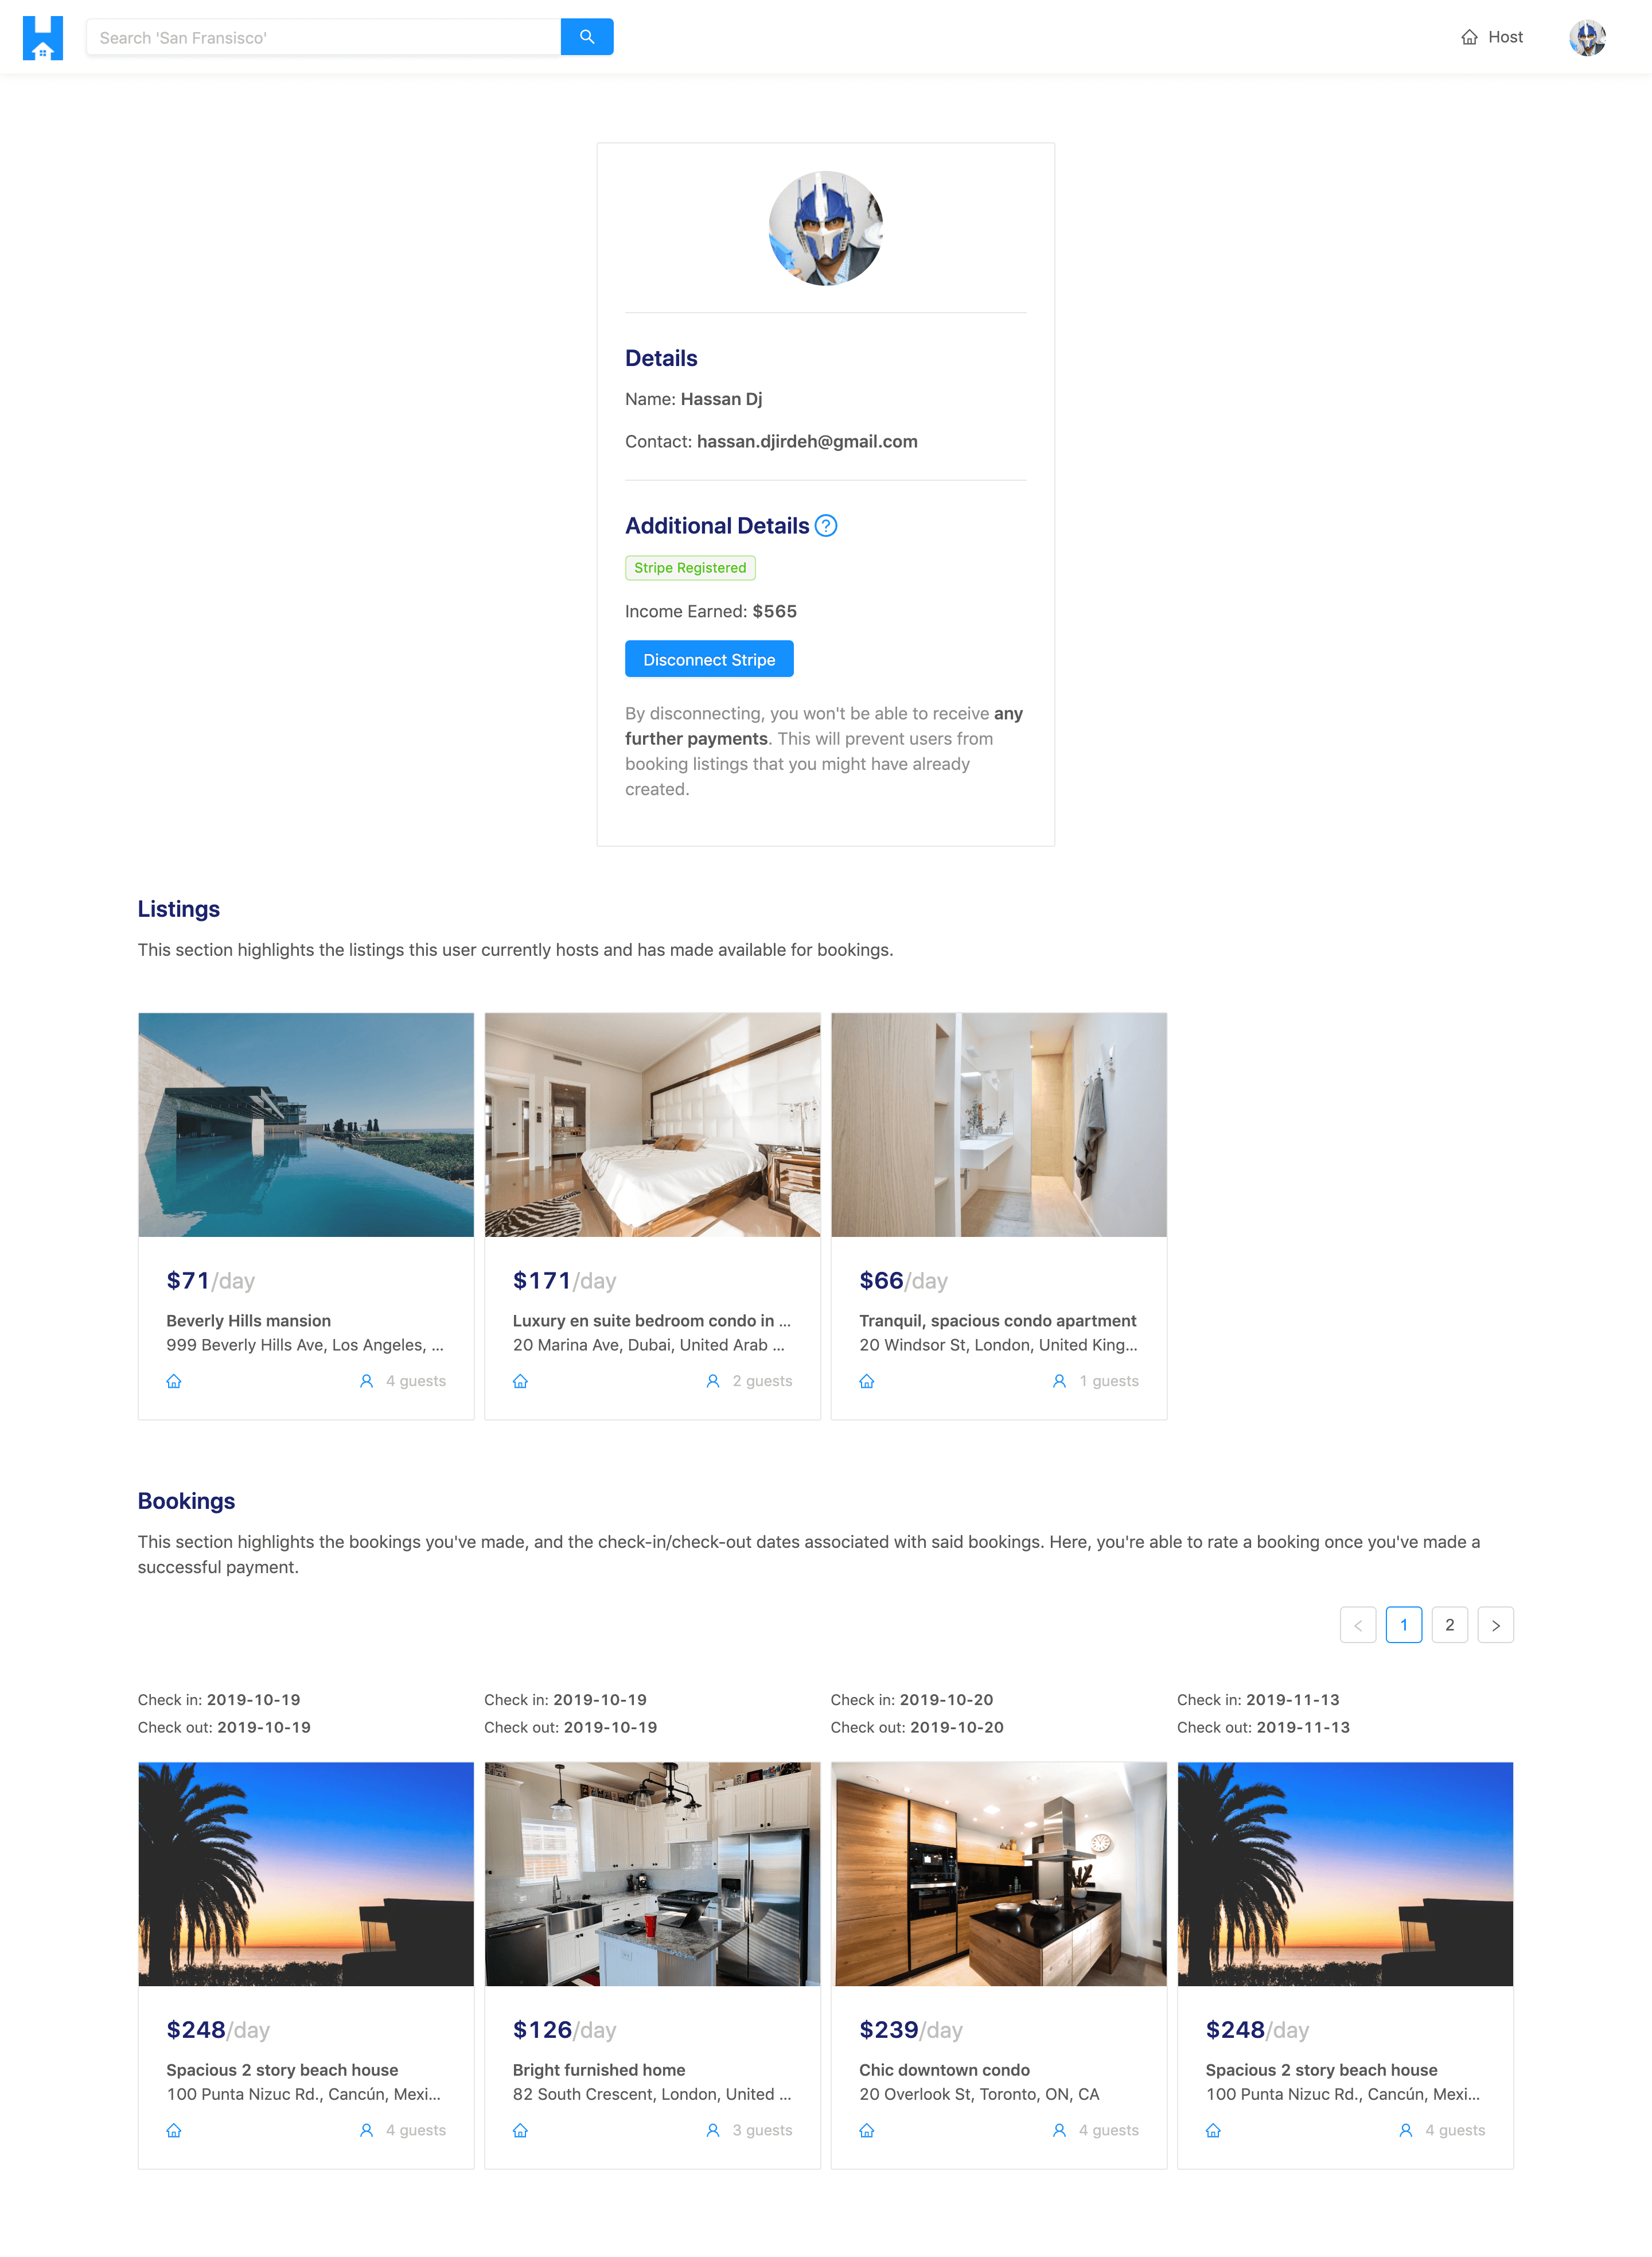 Search 'San Fransisco'
Host
Details
Name: Hassan Dj
Contact: hassan.djirdeh@gmail.com
Additional Details
Stripe Registered
Income Earned: $565
Disconnect Stripe
By disconnecting, you won't be able to receive any
further payments. This will prevent users from
booking listings that you might have already
created.
Listings
This section highlights the listings this user currently hosts and has made available for bookings.
$71/day
Beverly Hills mansion
999 Beverly Hills Ave, Los Angeles, ...
4 guests
$171/day
Luxury en suite bedroom condo in ...
20 Marina Ave, Dubai, United Arab ...
2 guests
$66/day
Tranquil, spacious condo apartment
20 Windsor St, London, United King...
1 guests
Bookings
This section highlights the bookings you've made, and the check-in/check-out dates associated with said bookings. Here, you're able to rate a booking once you've made a
successful payment.
< 1 2 >
Check in: 2019-10-19
Check out: 2019-10-19
$248/day
Spacious 2 story beach house
100 Punta Nizuc Rd., Cancún, Mexi...
4 guests
Check in: 2019-10-19
Check out: 2019-10-19
$126/day
Bright furnished home
82 South Crescent, London, United ...
3 guests
Check in: 2019-10-20
Check out: 2019-10-20
$239/day
Chic downtown condo
20 Overlook St, Toronto, ON, CA
4 guests
Check in: 2019-11-13
Check out: 2019-11-13
$248/day
Spacious 2 story beach house
100 Punta Nizuc Rd., Cancún, Mexi...
4 guests